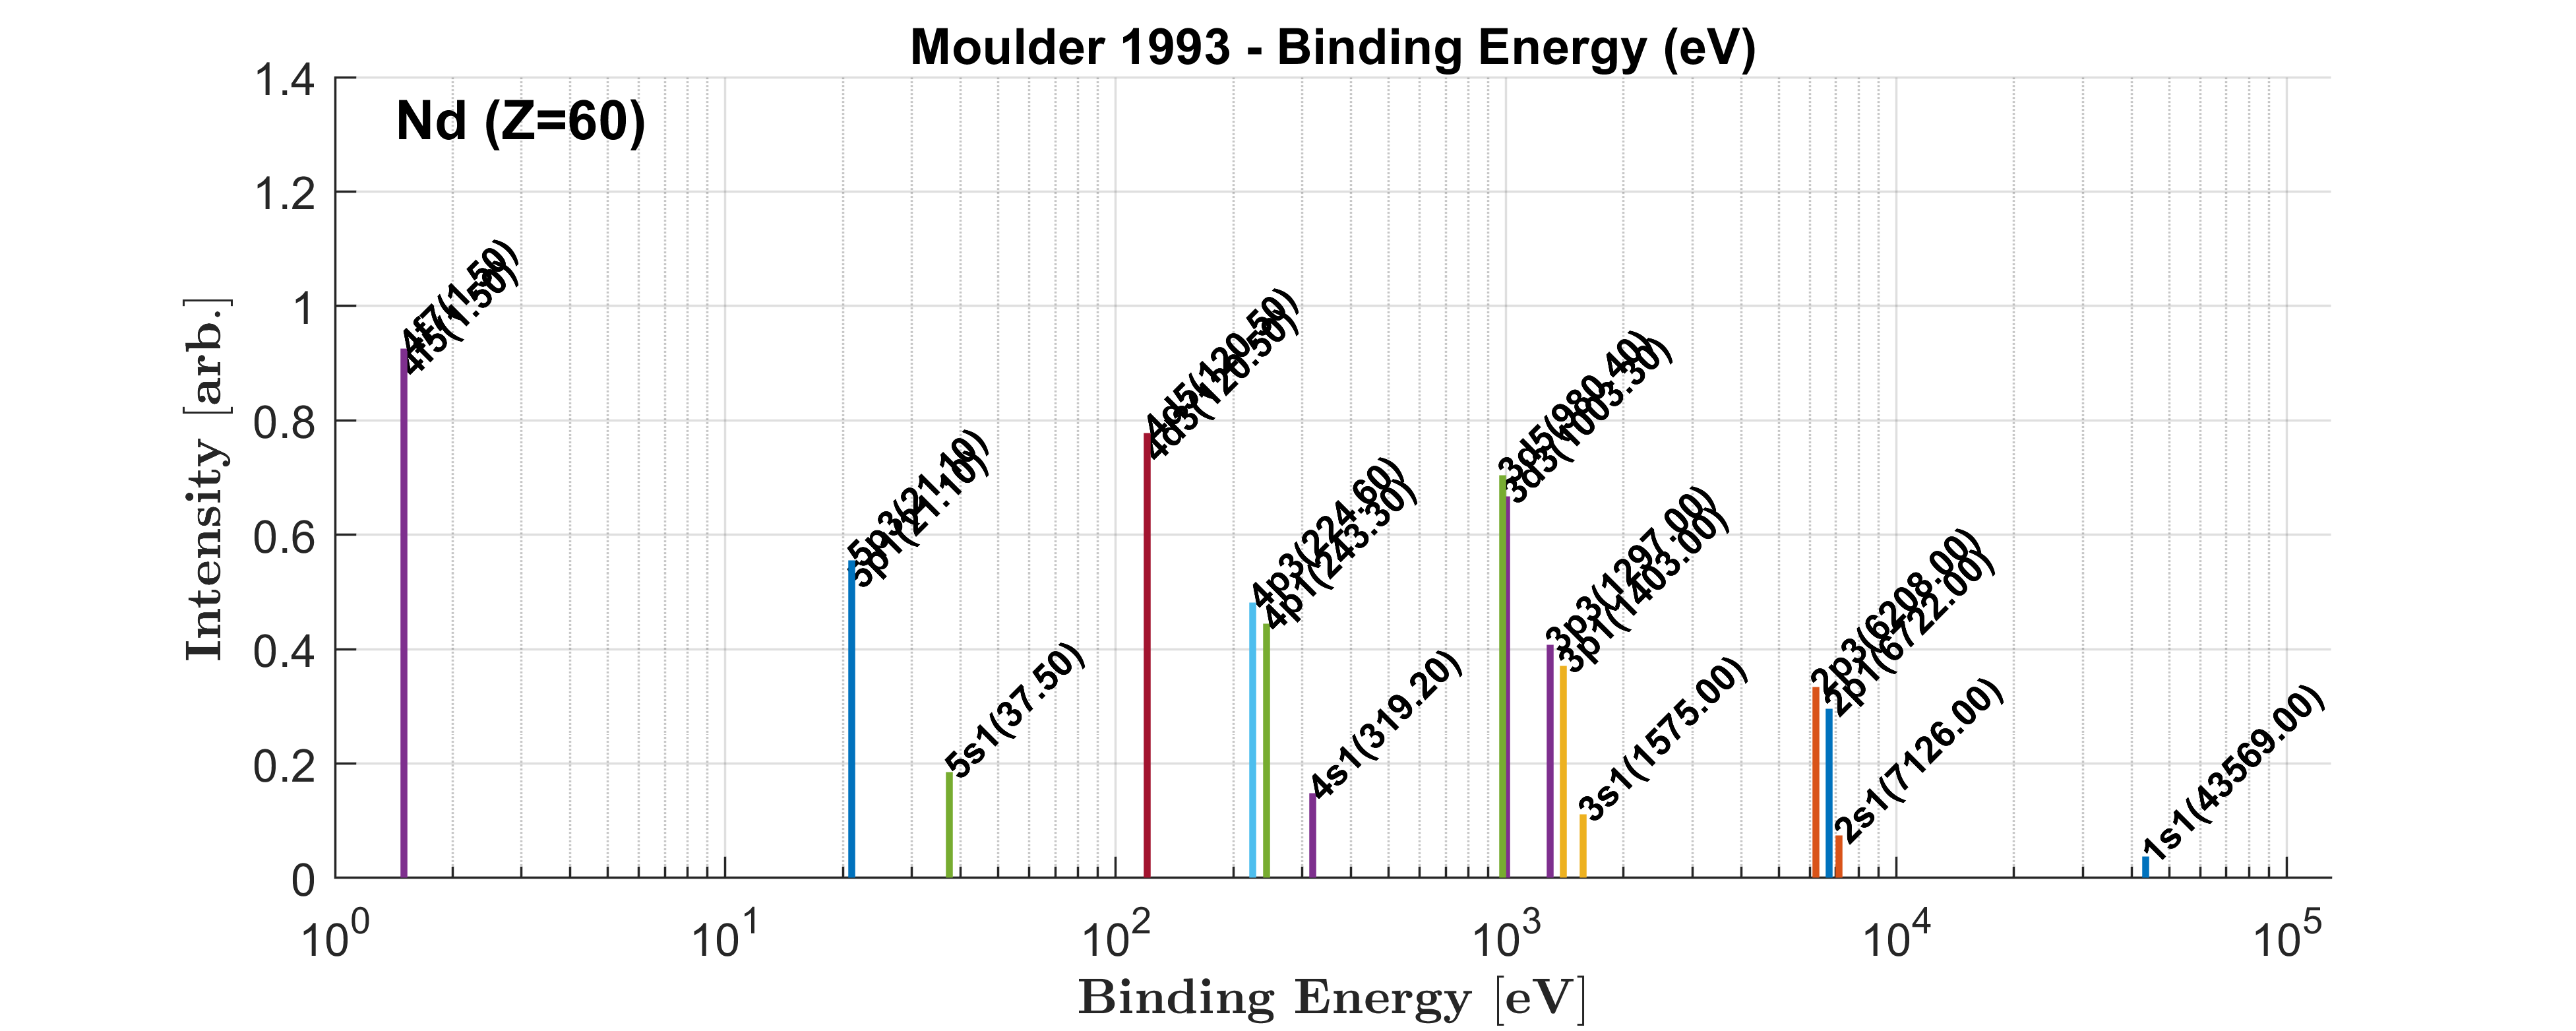 Moulder 1993 - Binding Energy (eV)
Nd (Z=60)
Intensity [arb.]
1.4
1.2
1
0.8
0.6
0.4
0.2
0
4f7(1.50)
4f5(1.50)
5p3(21.10)
5p1(21.10)
5s1(37.50)
4d5(120.50)
4d3(120.50)
4p3(224.60)
4p1(243.30)
4s1(319.20)
3d5(980.40)
3d3(1003.30)
3p3(1297.00)
3p1(1403.00)
3s1(1575.00)
2p3(6208.00)
2p1(6722.00)
2s1(7126.00)
1s1(43569.00)
10^0 10^1 10^2 10^3 10^4 10^5
Binding Energy [eV]